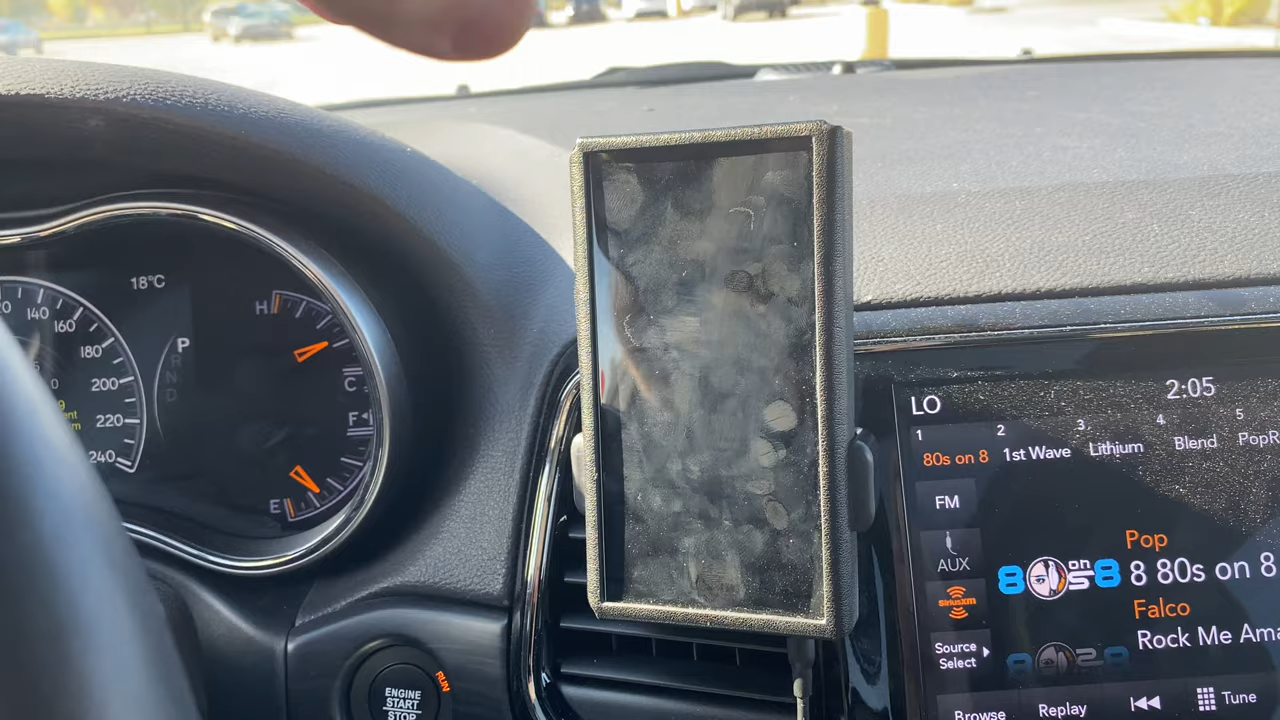 18°C
H
140
160
180
200
220
240
P
R
N
D
C
F
E
ENGINE
START
STOP
RUN
LO
2:05
1
2
3
4
5
80s on 8
1st Wave
Lithium
Blend
PopR
FM
AUX
SiriusXM
Source
Select
Pop
8on8s
8 80s on 8
Falco
Rock Me Ama
Browse
Replay
Tune